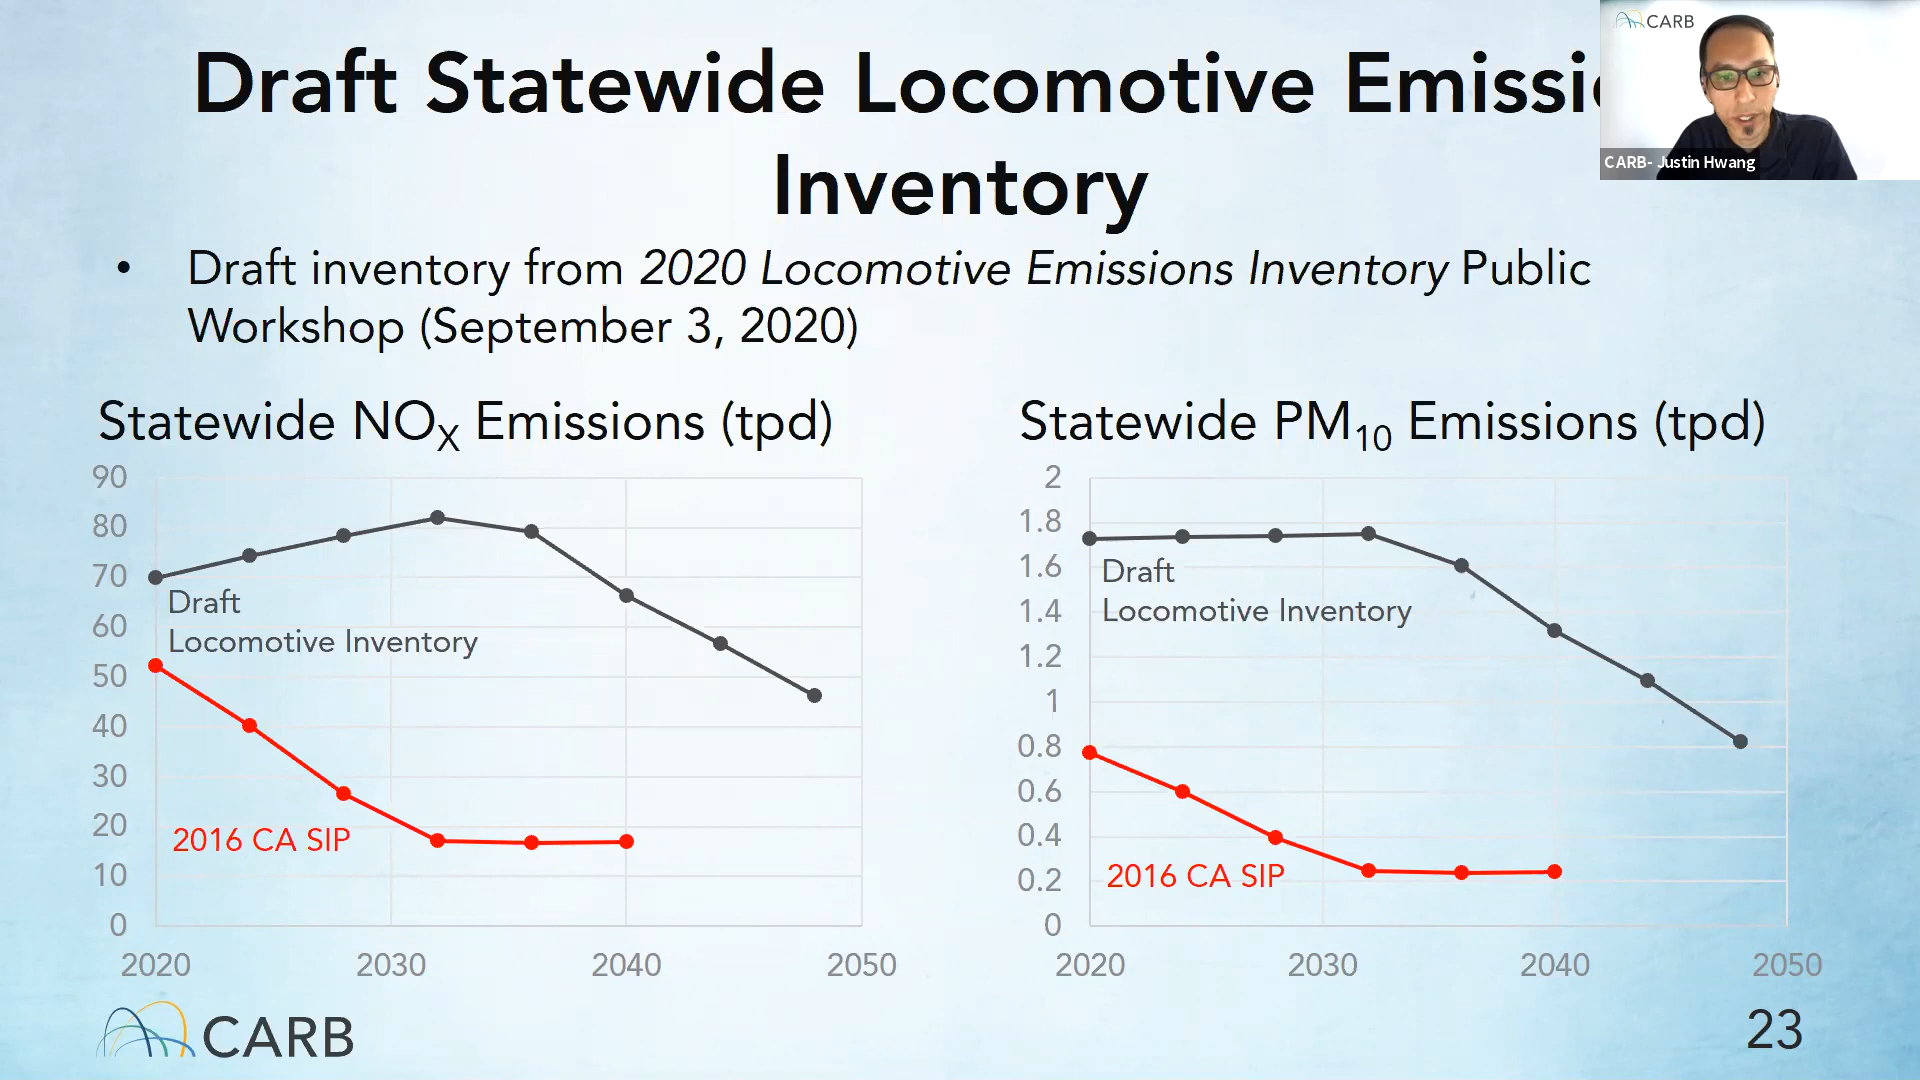 CARB
Draft Statewide Locomotive Emissi
Inventory
CARB- Justin Hwang
• Draft inventory from 2020 Locomotive Emissions Inventory Public
Workshop (September 3, 2020)
Statewide NOX Emissions (tpd)
90
80
70
60
50
40
30
20
10
0
2020 2030 2040 2050
Draft
Locomotive Inventory
2016 CA SIP
Statewide PM10 Emissions (tpd)
2
1.8
1.6
1.4
1.2
1
0.8
0.6
0.4
0.2
0
2020 2030 2040 2050
Draft
Locomotive Inventory
2016 CA SIP
CARB
23